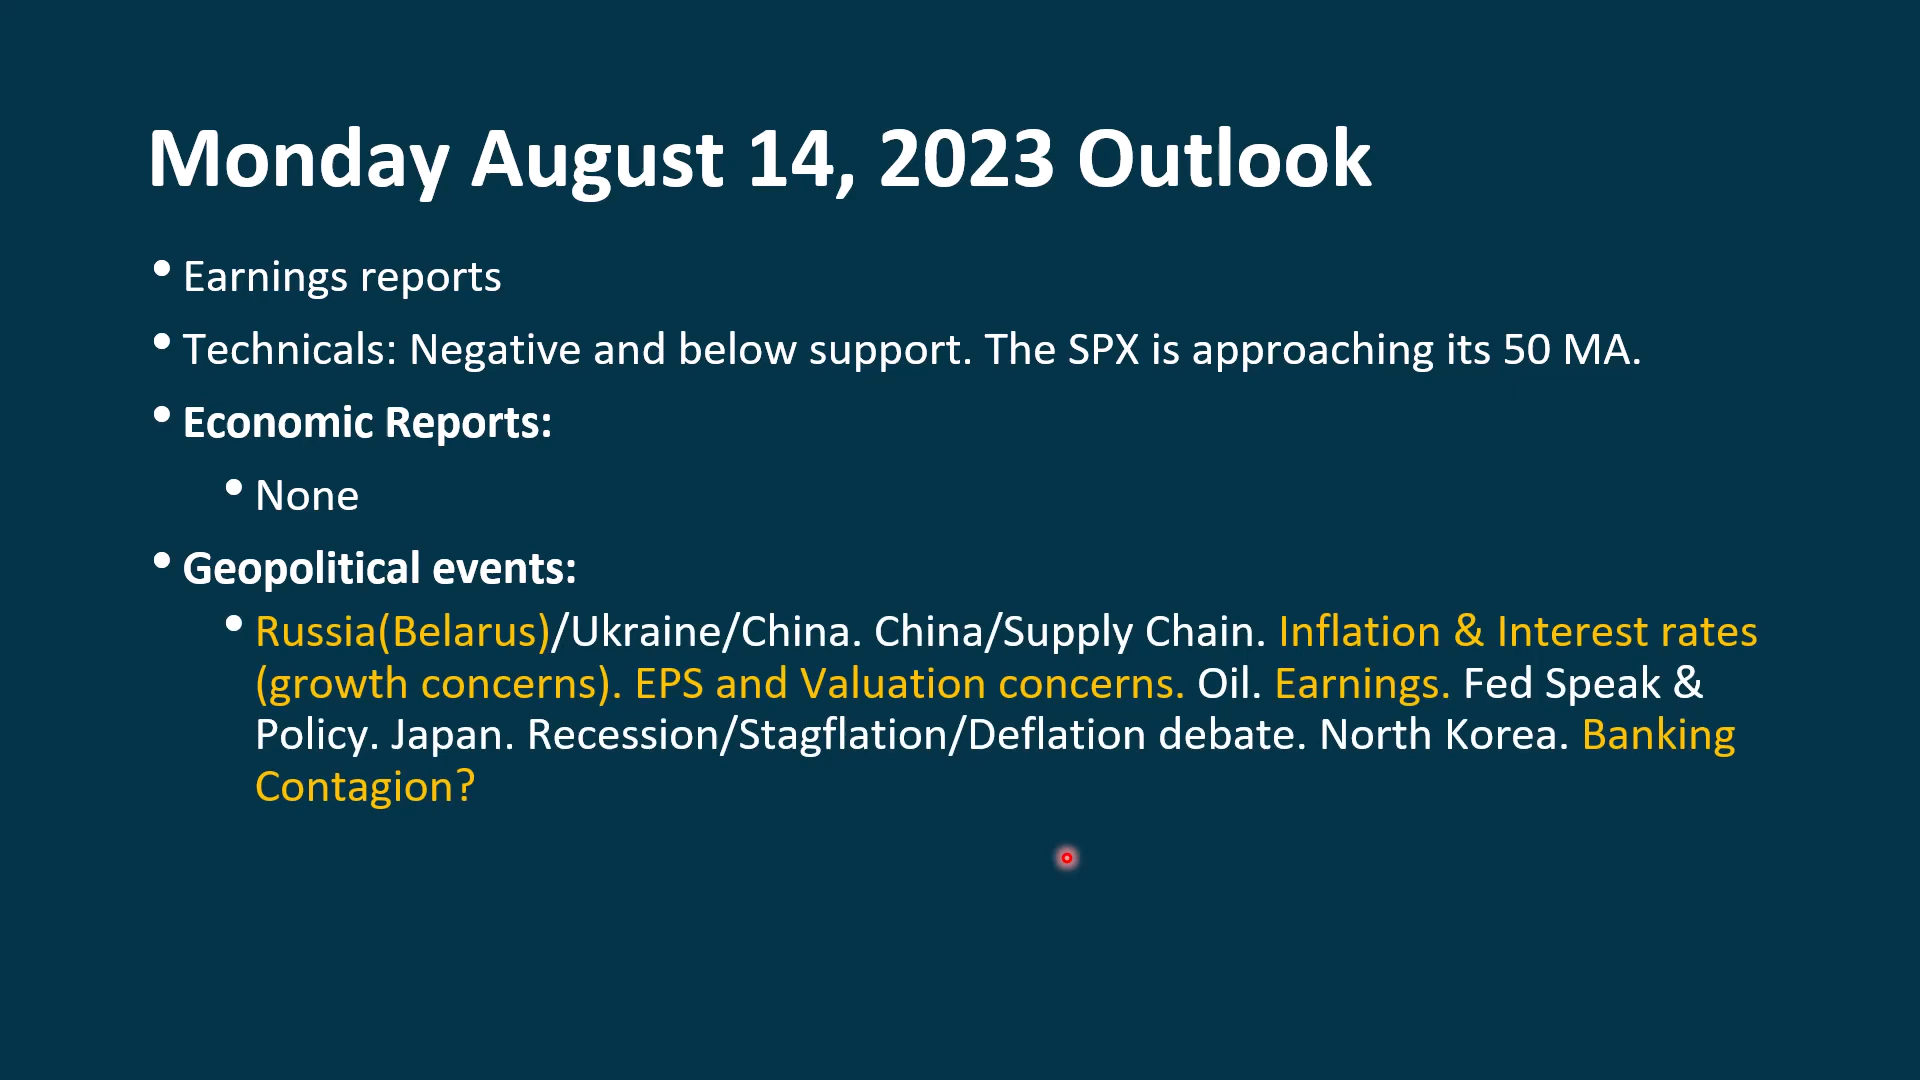 Monday August 14, 2023 Outlook
• Earnings reports
• Technicals: Negative and below support. The SPX is approaching its 50 MA.
• Economic Reports:
• None
• Geopolitical events:
• Russia(Belarus)/Ukraine/China. China/Supply Chain. Inflation & Interest rates
(growth concerns). EPS and Valuation concerns. Oil. Earnings. Fed Speak &
Policy. Japan. Recession/Stagflation/Deflation debate. North Korea. Banking
Contagion?